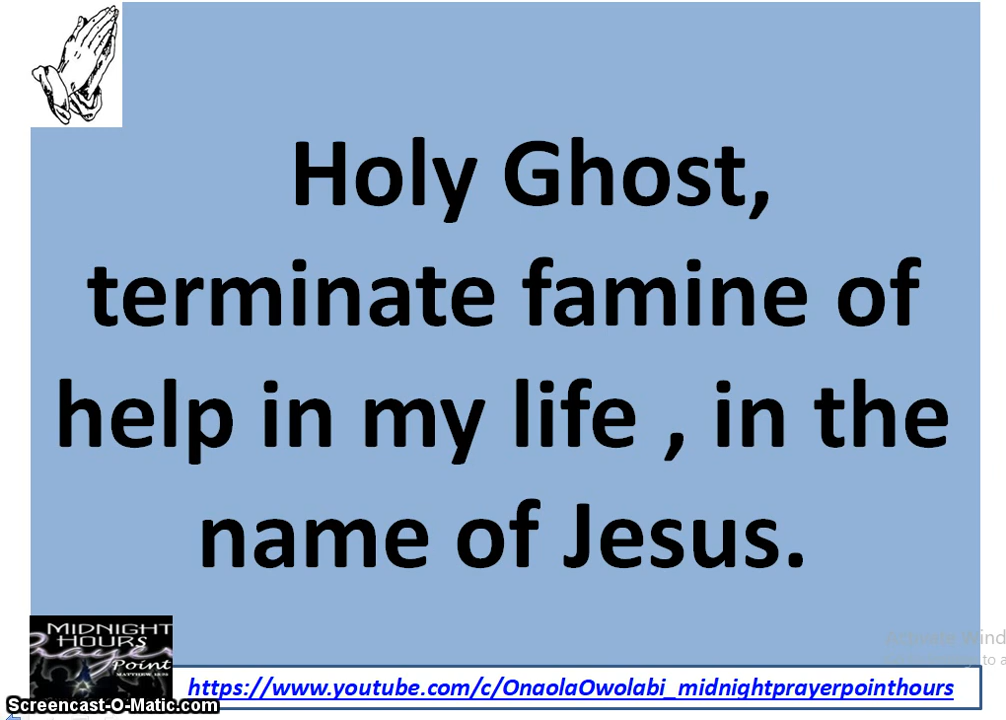 Holy Ghost,
terminate famine of
help in my life , in the
name of Jesus.
MIDNIGHT
HOURS
Prayer
Point
https://www.youtube.com/c/OnaolaOwolabi_midnightprayerpointhours
Screencast-O-Matic.com